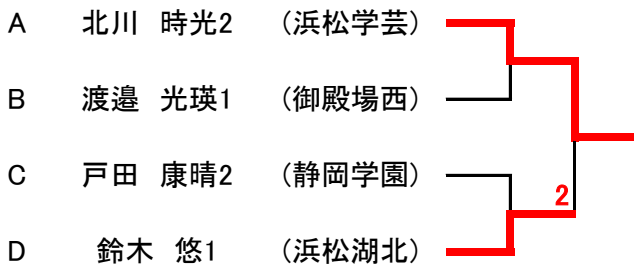 A 北川 時光2 (浜松学芸)
B 渡邉 光瑛1 (御殿場西)
C 戸田 康晴2 (静岡学園)
2
D 鈴木 悠1 (浜松湖北)